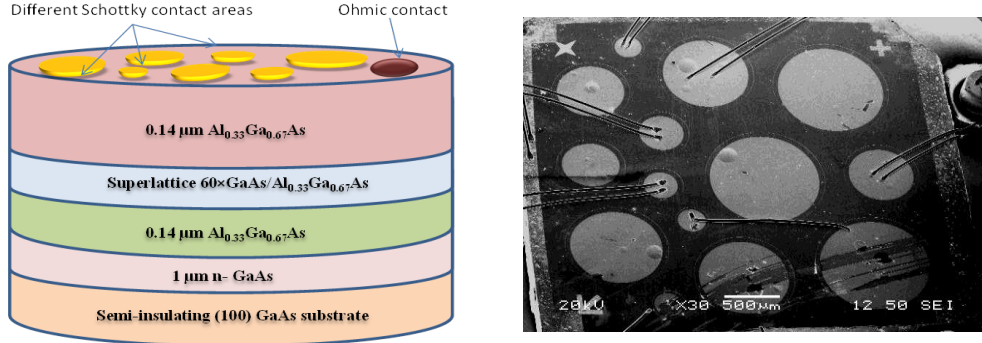 Different Schottky contact areas
Ohmic contact
0.14 µm Al0.33Ga0.67As
Superlattice 60×GaAs/Al0.33Ga0.67As
0.14 µm Al0.33Ga0.67As
1 µm n- GaAs
Semi-insulating (100) GaAs substrate
20kV X30 500µm 12 50 SEI